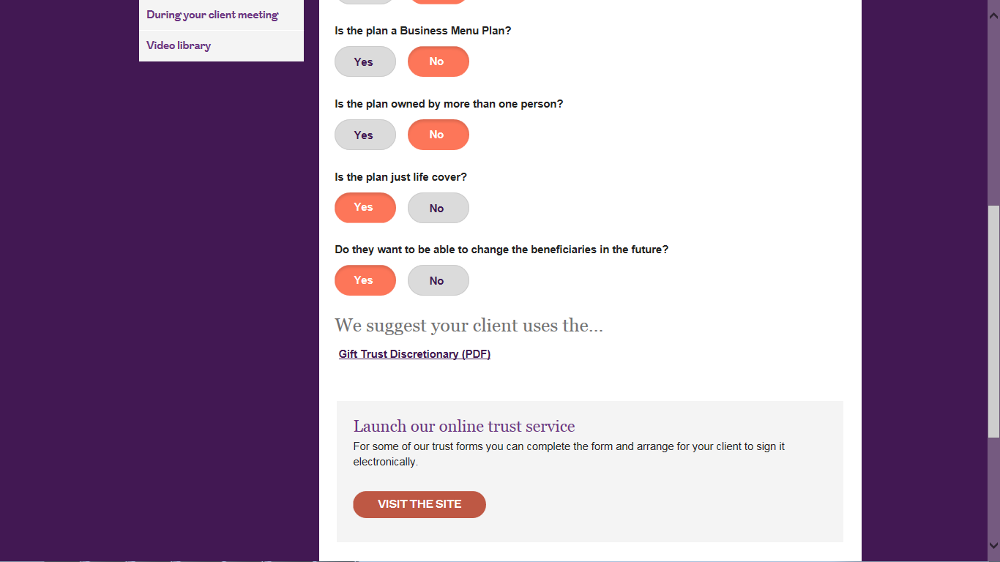 During your client meeting
Video library
Is the plan a Business Menu Plan?
Yes No
Is the plan owned by more than one person?
Yes No
Is the plan just life cover?
Yes No
Do they want to be able to change the beneficiaries in the future?
Yes No
We suggest your client uses the...
Gift Trust Discretionary (PDF)
Launch our online trust service
For some of our trust forms you can complete the form and arrange for your client to sign it
electronically.
VISIT THE SITE